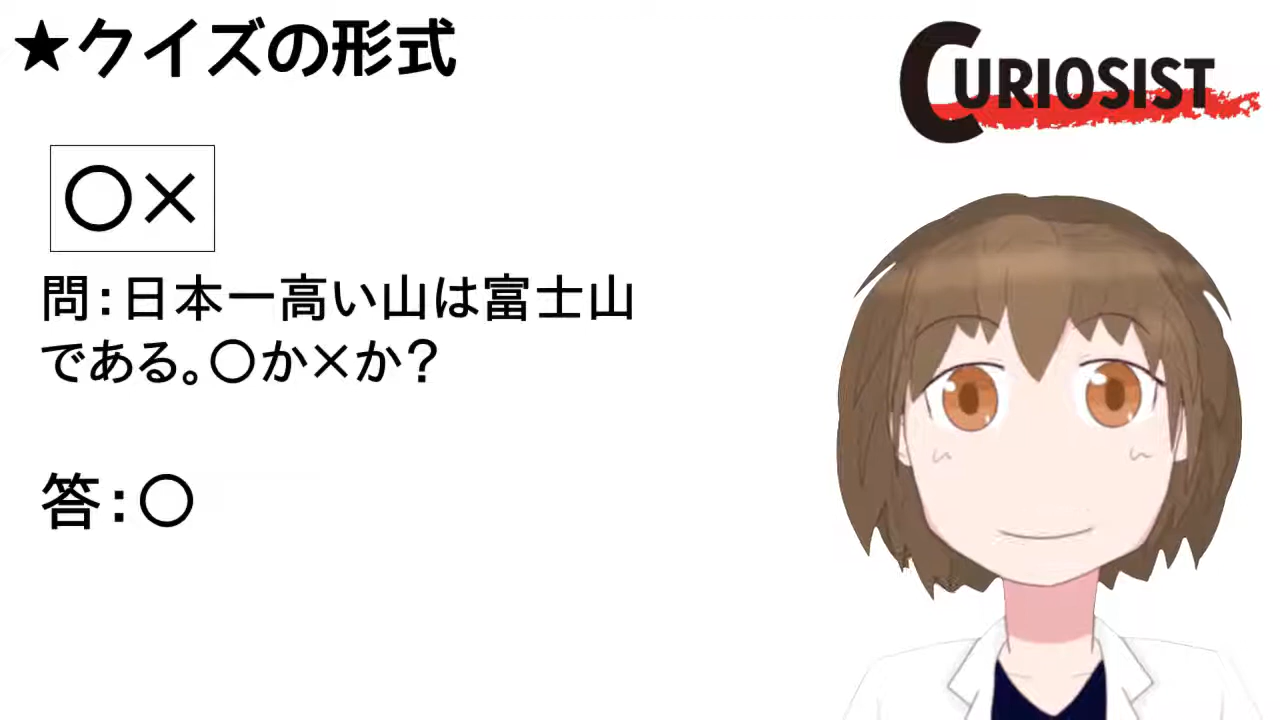 ★クイズの形式
CURIOSIST
〇×
問：日本一高い山は富士山
である。〇か×か？
答：〇